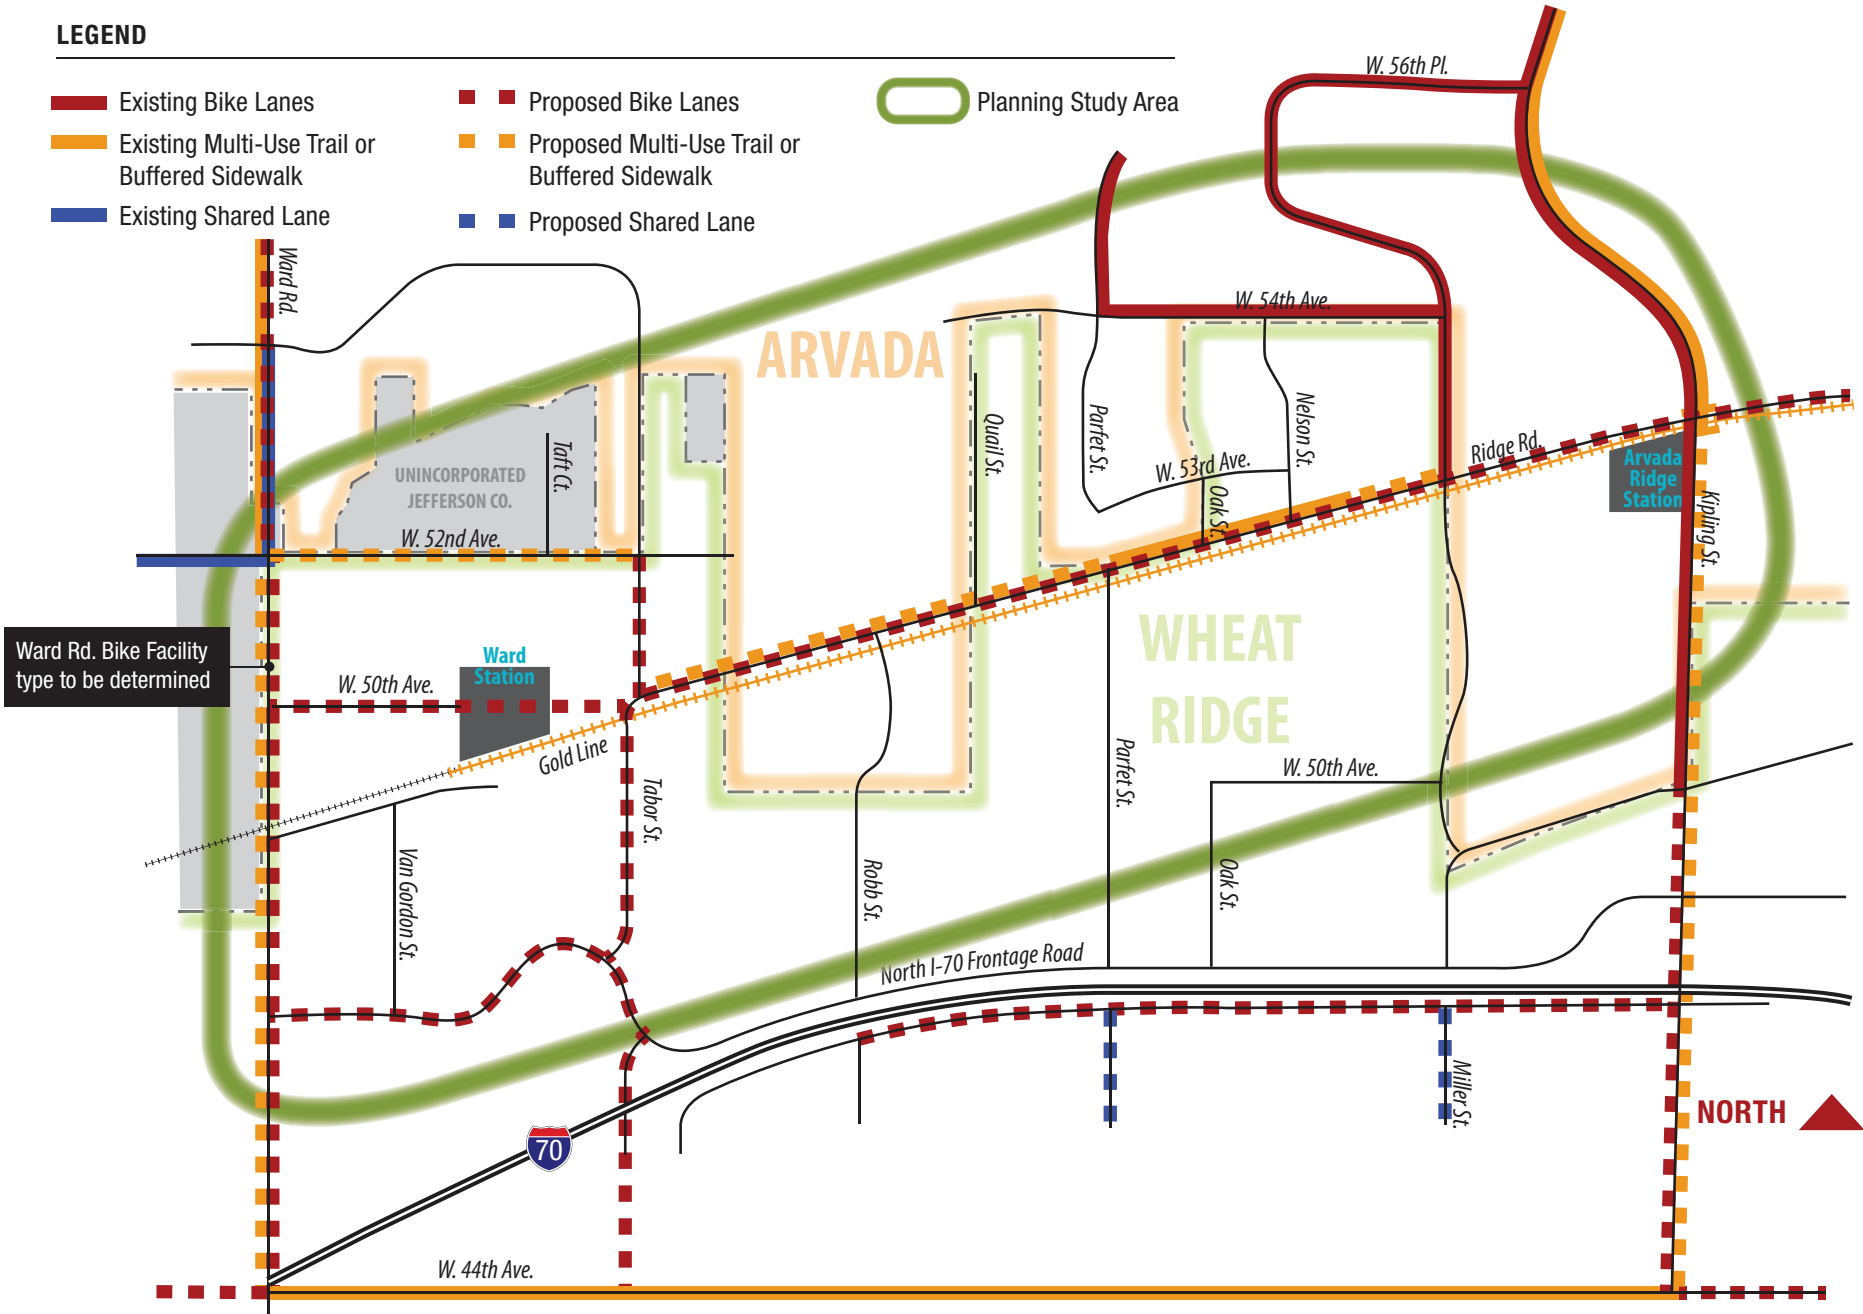 LEGEND
Existing Bike Lanes
Existing Multi-Use Trail or
Buffered Sidewalk
Existing Shared Lane
Proposed Bike Lanes
Proposed Multi-Use Trail or
Buffered Sidewalk
Proposed Shared Lane
Planning Study Area
W. 56th Pl.
Ward Rd.
W. 54th Ave.
ARVADA
Quail St.
Parfet St.
Nelson St.
Taft Ct.
UNINCORPORATED
JEFFERSON CO.
W. 53rd Ave.
Oak St.
Ridge Rd.
Arvada
Ridge
Station
Kipling St.
W. 52nd Ave.
Ward Rd. Bike Facility
type to be determined
Ward
Station
W. 50th Ave.
Gold Line
WHEAT
RIDGE
Tabor St.
Parfet St.
W. 50th Ave.
Van Gordon St.
Robb St.
Oak St.
North I-70 Frontage Road
Miller St.
NORTH
70
W. 44th Ave.